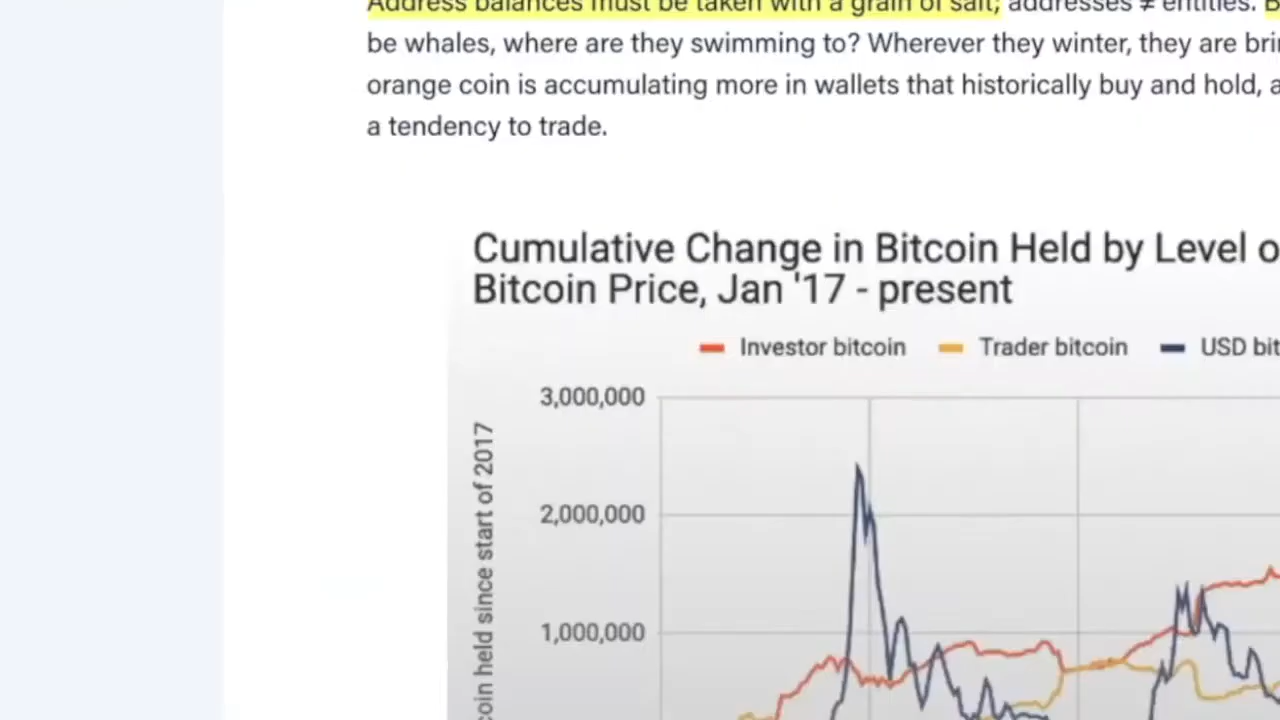 Address balances must be taken with a grain of salt; addresses ≠ entities.
be whales, where are they swimming to? Wherever they winter, they are
orange coin is accumulating more in wallets that historically buy and hold,
a tendency to trade.
Cumulative Change in Bitcoin Held by Level
Bitcoin Price, Jan '17 - present
Investor bitcoin Trader bitcoin USD
3,000,000
2,000,000
1,000,000
coin held since start of 2017